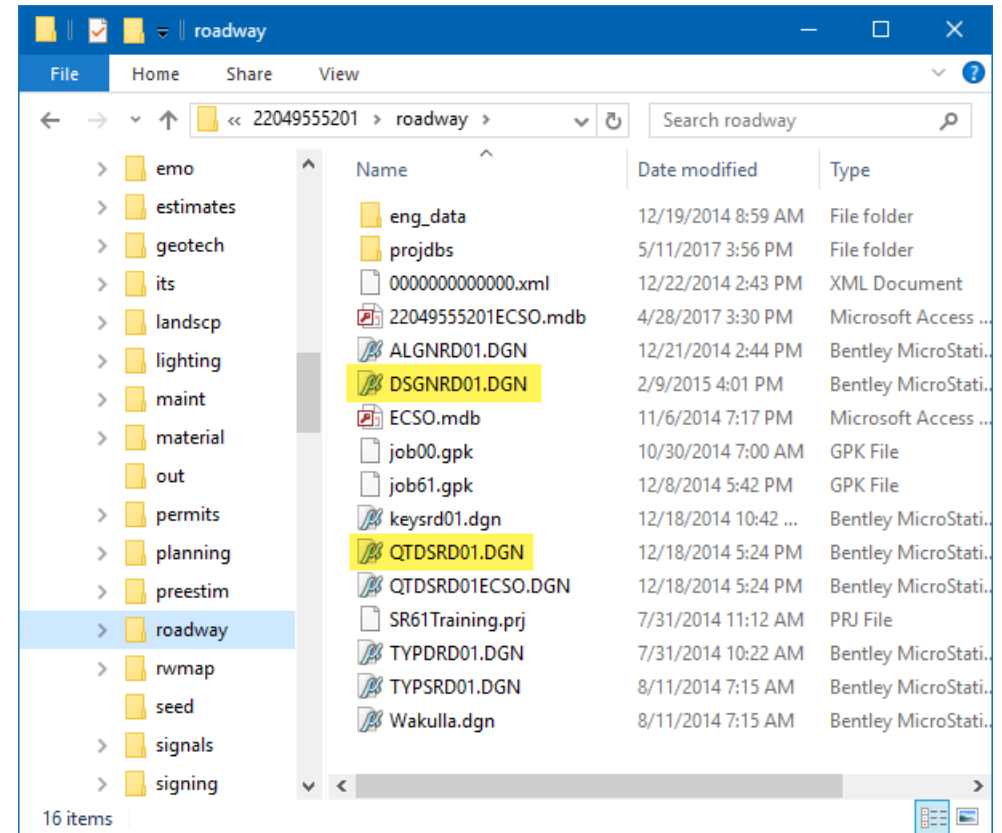 roadway
File Home Share View
« 22049555201 > roadway > Search roadway
emo
estimates
geotech
its
landscp
lighting
maint
material
out
permits
planning
preestim
roadway
rwmap
seed
signals
signing
Name Date modified Type
eng_data 12/19/2014 8:59 AM File folder
projdbs 5/11/2017 3:56 PM File folder
0000000000000.xml 12/22/2014 2:43 PM XML Document
22049555201ECSO.mdb 4/28/2017 3:30 PM Microsoft Access ...
ALGNRD01.DGN 12/21/2014 2:44 PM Bentley MicroStati...
DSGNRD01.DGN 2/9/2015 4:01 PM Bentley MicroStati...
ECSO.mdb 11/6/2014 7:17 PM Microsoft Access ...
job00.gpk 10/30/2014 7:00 AM GPK File
job61.gpk 12/8/2014 5:42 PM GPK File
keysrd01.dgn 12/18/2014 10:42 ... Bentley MicroStati...
QTDSRD01.DGN 12/18/2014 5:24 PM Bentley MicroStati...
QTDSRD01ECSO.DGN 12/18/2014 5:24 PM Bentley MicroStati...
SR61Training.prj 7/31/2014 11:12 AM PRJ File
TYPDRD01.DGN 7/31/2014 10:22 AM Bentley MicroStati...
TYPSRD01.DGN 8/11/2014 7:15 AM Bentley MicroStati...
Wakulla.dgn 8/11/2014 7:15 AM Bentley MicroStati...
16 items